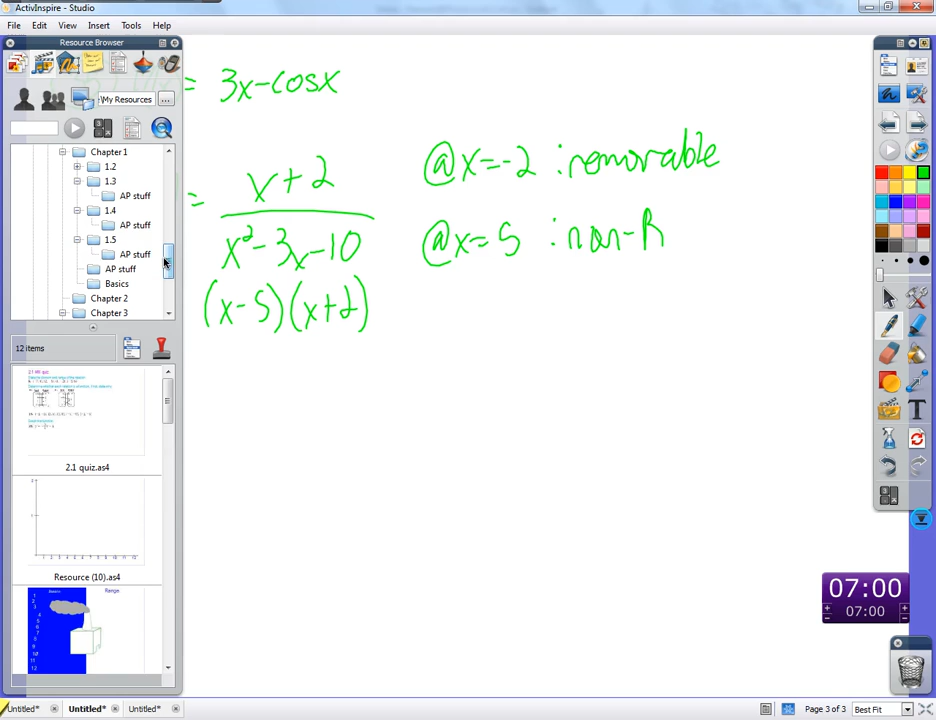 ActivInspire - Studio
File Edit View Insert Tools Help
Resource Browser
:\My Resources ...
Chapter 1
1.2
1.3
AP stuff
1.4
AP stuff
1.5
AP stuff
AP stuff
Basics
Chapter 2
Chapter 3
12 items
2.1 quiz.as4
Resource (10).as4
Range
= 3x-cosx
= x+2
x²-3x-10
(x-5)(x+2)
@x=-2 : removable
@x=5 : non-R
07:00
07:00
Untitled* Untitled* Untitled*
Page 3 of 3 Best Fit